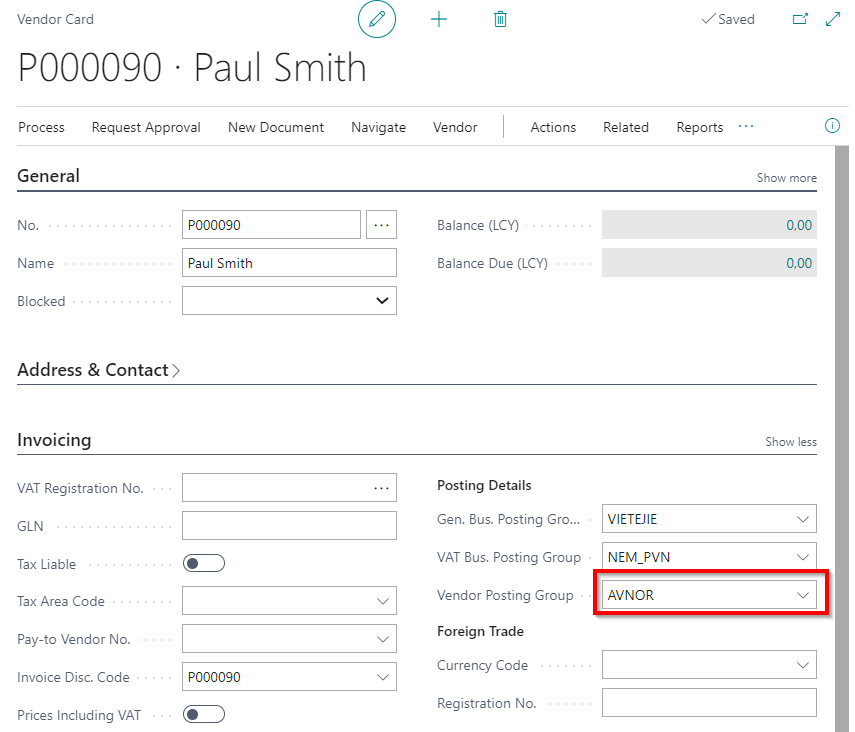 Vendor Card
Saved
P000090 · Paul Smith
Process Request Approval New Document Navigate Vendor Actions Related Reports ···
General
Show more
No.
P000090
···
Balance (LCY)
0,00
Name
Paul Smith
Balance Due (LCY)
0,00
Blocked
Address & Contact
Invoicing
Show less
VAT Registration No.
···
GLN
Tax Liable
Tax Area Code
Pay-to Vendor No.
Invoice Disc. Code
P000090
Prices Including VAT
Posting Details
Gen. Bus. Posting Gro...
VIETEJIE
VAT Bus. Posting Group
NEM_PVN
Vendor Posting Group
AVNOR
Foreign Trade
Currency Code
Registration No.